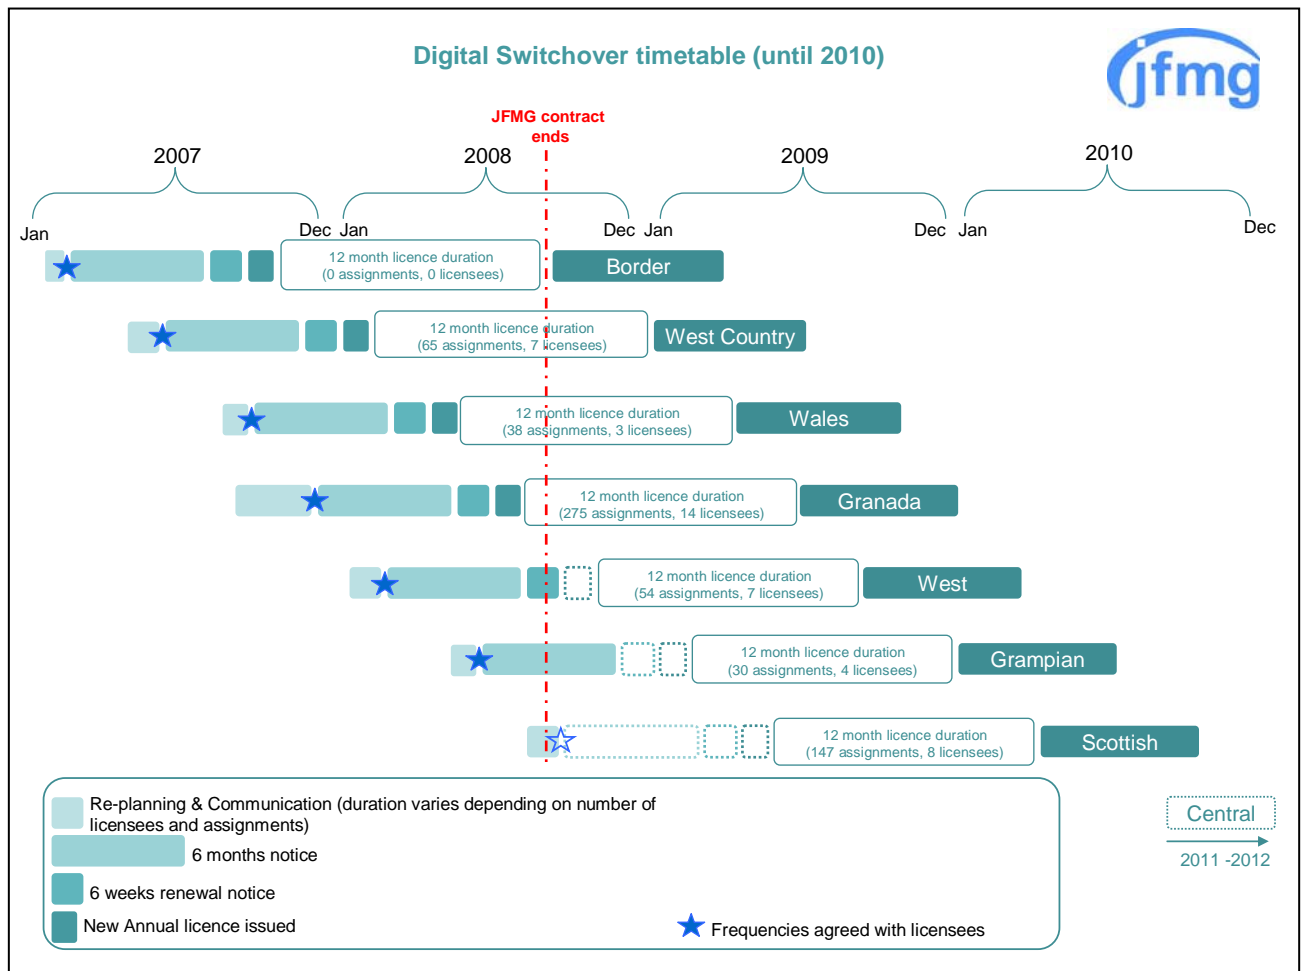 Digital Switchover timetable (until 2010)
jfmg
JFMG contract
ends
2007
2008
2009
2010
Jan
Dec Jan
Dec Jan
Dec Jan
Dec
12 month licence duration
(0 assignments, 0 licensees)
Border
12 month licence duration
(65 assignments, 7 licensees)
West Country
12 month licence duration
(38 assignments, 3 licensees)
Wales
12 month licence duration
(275 assignments, 14 licensees)
Granada
12 month licence duration
(54 assignments, 7 licensees)
West
12 month licence duration
(30 assignments, 4 licensees)
Grampian
12 month licence duration
(147 assignments, 8 licensees)
Scottish
Re-planning & Communication (duration varies depending on number of
licensees and assignments)
6 months notice
6 weeks renewal notice
New Annual licence issued
Frequencies agreed with licensees
Central
2011 -2012